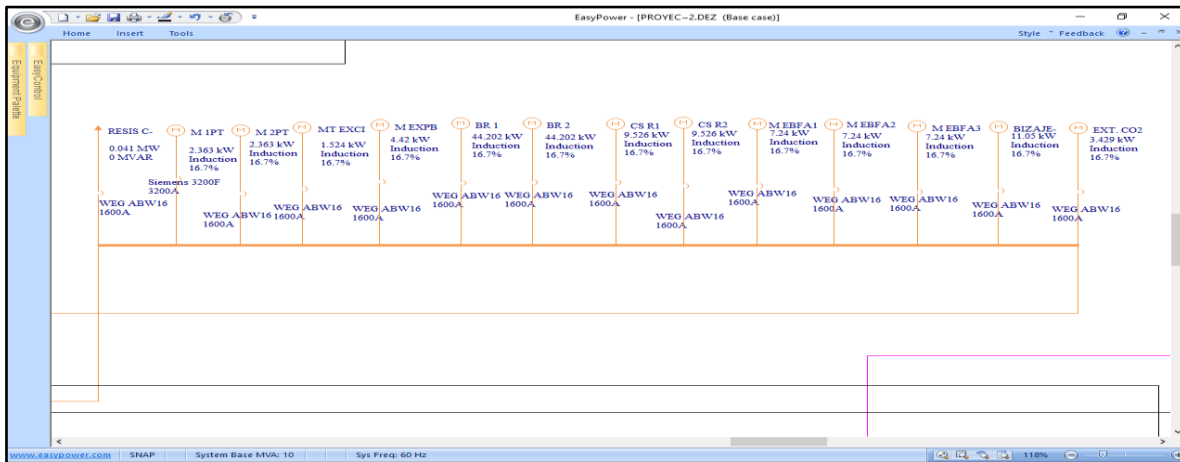 EasyPower - [PROYEC~2.DEZ (Base case)]
Home Insert Tools
Style Feedback
Equipment Palette
EasyControl
RESIS C-
0.041 MW
0 MVAR
WEG ABW16
1600A
M 1PT
2.363 kW
Induction
16.7%
Siemens 3200F
3200A
M 2PT
2.363 kW
Induction
16.7%
WEG ABW16
1600A
MT EXCI
1.524 kW
Induction
16.7%
WEG ABW16
1600A
M EXPB
4.42 kW
Induction
16.7%
WEG ABW16
1600A
BR 1
44.202 kW
Induction
16.7%
WEG ABW16
1600A
BR 2
44.202 kW
Induction
16.7%
WEG ABW16
1600A
CS R1
9.526 kW
Induction
16.7%
WEG ABW16
1600A
CS R2
9.526 kW
Induction
16.7%
WEG ABW16
1600A
M EBFA1
7.24 kW
Induction
16.7%
WEG ABW16
1600A
M EBFA2
7.24 kW
Induction
16.7%
WEG ABW16
1600A
M EBFA3
7.24 kW
Induction
16.7%
WEG ABW16
1600A
BIZAJE-
11.05 kW
Induction
16.7%
WEG ABW16
1600A
EXT. CO2
3.429 kW
Induction
16.7%
WEG ABW16
1600A
www.easypower.com SNAP System Base MVA: 10 Sys Freq: 60 Hz 118%